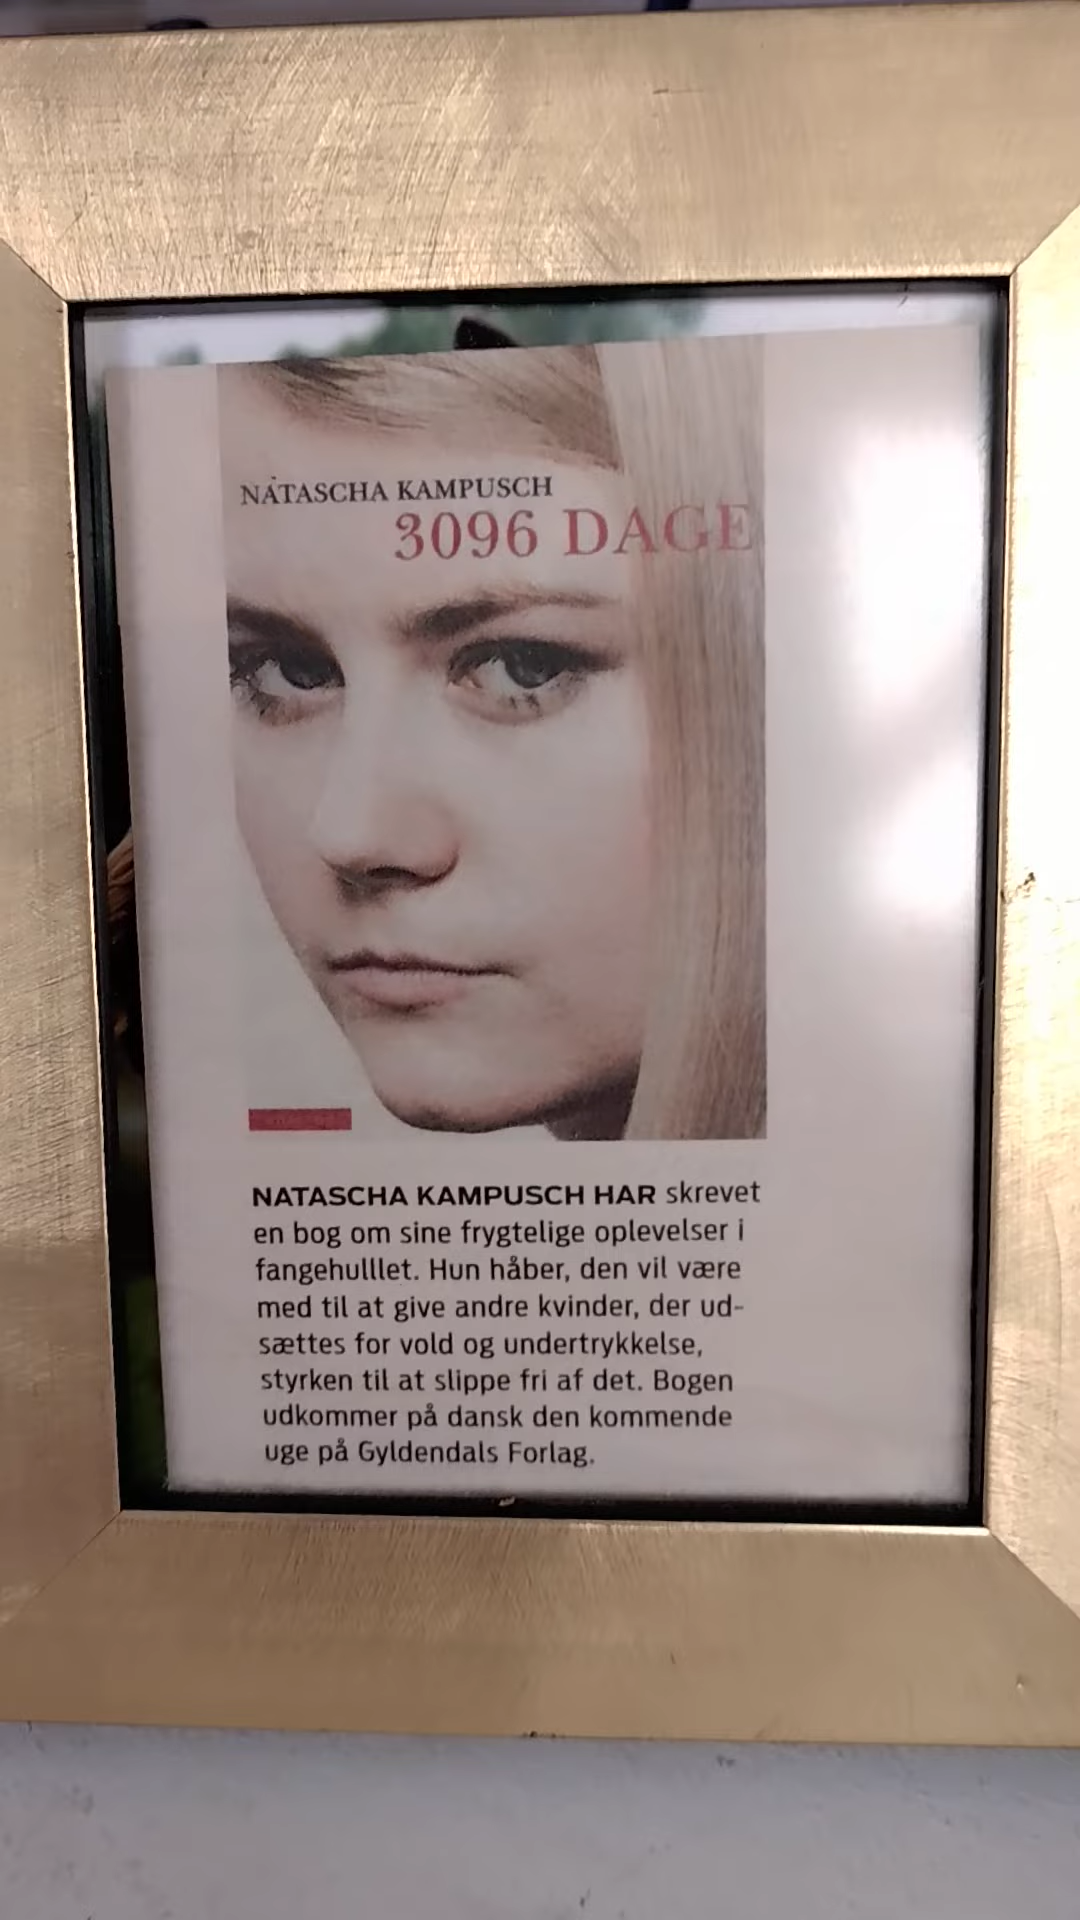 NATASCHA KAMPUSCH
3096 DAGE
NATASCHA KAMPUSCH HAR skrevet
en bog om sine frygtelige oplevelser i
fangehulllet. Hun håber, den vil være
med til at give andre kvinder, der ud-
sættes for vold og undertrykkelse,
styrken til at slippe fri af det. Bogen
udkommer på dansk den kommende
uge på Gyldendals Forlag.